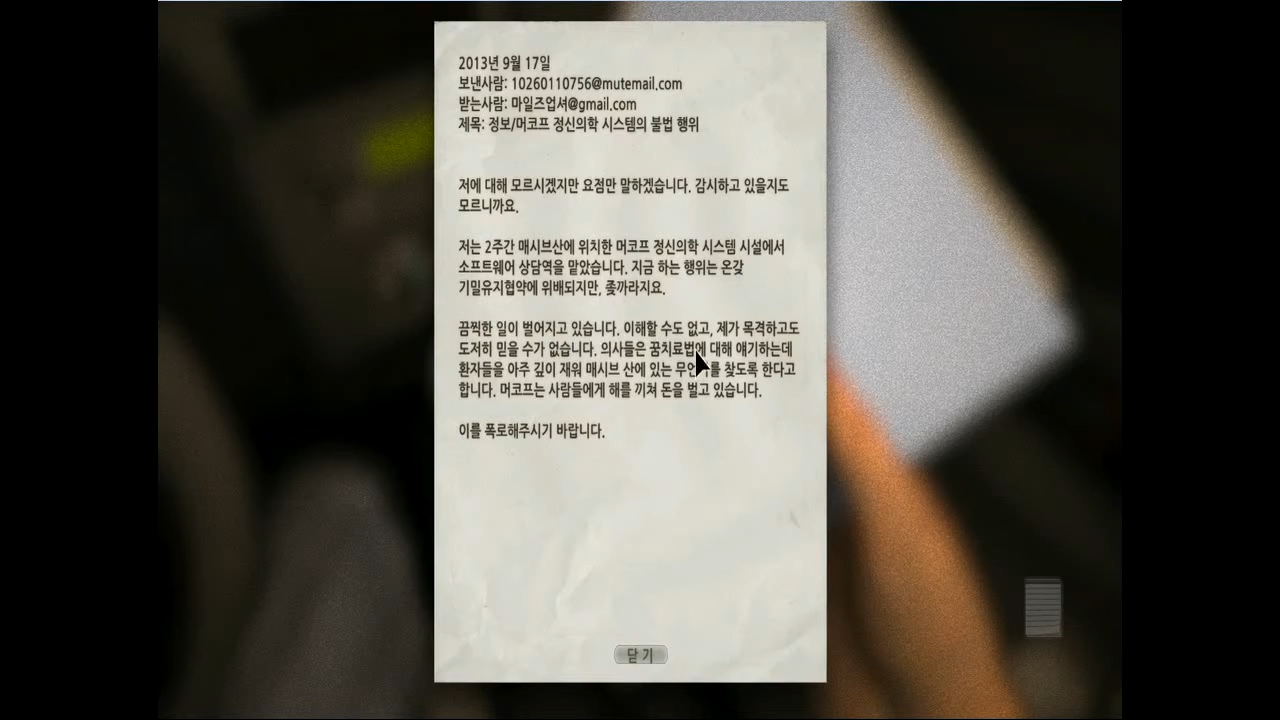 2013년 9월 17일
보낸사람: 10260110756@mutemail.com
받는사람: 마일즈업셔@gmail.com
제목: 정보/머코프 정신의학 시스템의 불법 행위
저에 대해 모르시겠지만 요점만 말하겠습니다. 감시하고 있을지도
모르니까요.
저는 2주간 매시브산에 위치한 머코프 정신의학 시스템 시설에서
소프트웨어 상담역을 맡았습니다. 지금 하는 행위는 온갖
기밀유지협약에 위배되지만, 좆까라지요.
끔찍한 일이 벌어지고 있습니다. 이해할 수도 없고, 제가 목격하고도
도저히 믿을 수가 없습니다. 의사들은 꿈치료법에 대해 얘기하는데
환자들을 아주 깊이 재워 매시브 산에 있는 찾도록 한다고
합니다. 머코프는 사람들에게 해를 끼쳐 돈을 벌고 있습니다.
이를 폭로해주시기 바랍니다.
닫기